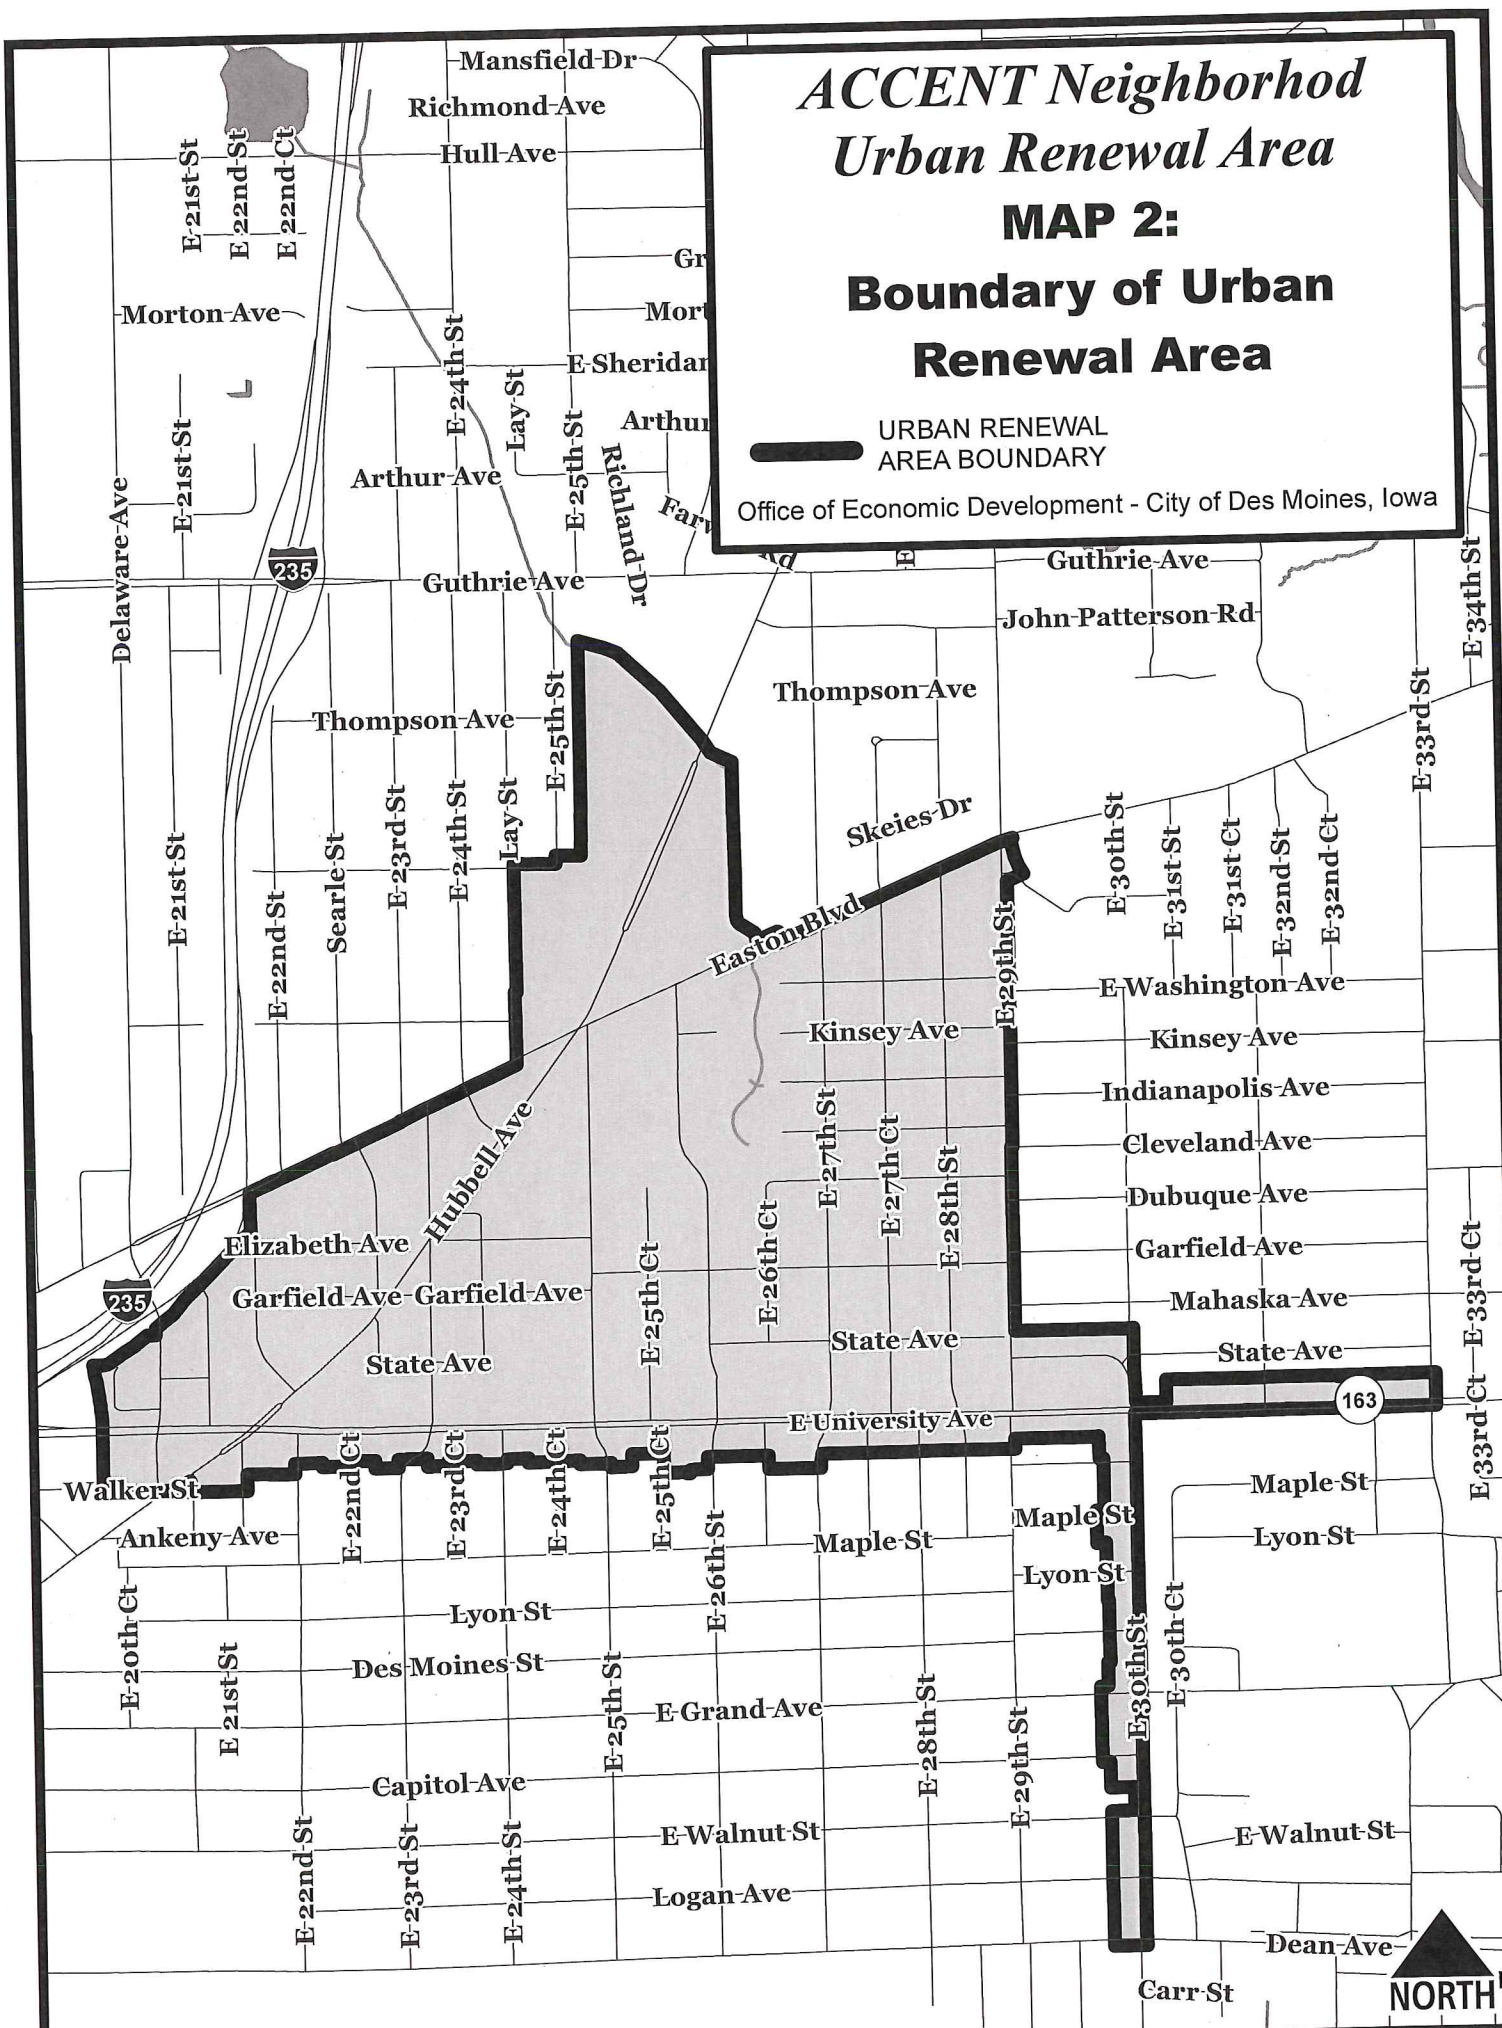 ACCENT Neighborhod
Urban Renewal Area
MAP 2:
Boundary of Urban
Renewal Area
URBAN RENEWAL
AREA BOUNDARY
Office of Economic Development - City of Des Moines, Iowa
Mansfield Dr
Richmond Ave
Hull Ave
E 21st St
E 22nd St
E 22nd Ct
Gr
Morton Ave
Mort
E 24th St
E Sheridan
Lay St
Arthur
E 21st St
E 25th St
Richland Dr
Arthur Ave
Delaware Ave
Farw
Rd
E
235
Guthrie Ave
Guthrie Ave
E 34th St
John Patterson Rd
Thompson Ave
Thompson Ave
E 25th St
E 33rd St
E 21st St
E 22nd St
Searle St
E 23rd St
E 24th St
Lay St
Skeies Dr
E 30th St
E 31st St
E 31st Ct
E 32nd St
E 32nd Ct
Easton Blvd
E 29th St
E Washington Ave
Kinsey Ave
Kinsey Ave
Indianapolis Ave
Hubbell Ave
E 27th St
E 27th Ct
E 28th St
Cleveland Ave
Dubuque Ave
Elizabeth Ave
E 25th Ct
E 26th Ct
Garfield Ave
E 33rd Ct
235
Garfield Ave
Garfield Ave
Mahaska Ave
State Ave
State Ave
State Ave
163
E University Ave
E 33rd Ct
Walker St
E 22nd Ct
E 23rd Ct
E 24th Ct
E 25th Ct
Maple St
Ankeny Ave
E 26th St
Maple St
Maple St
Lyon St
Lyon St
E 20th Ct
Lyon St
E 30th St
E 30th Ct
E 21st St
Des Moines St
E 25th St
E Grand Ave
E 28th St
E 29th St
Capitol Ave
E 22nd St
E 23rd St
E 24th St
E Walnut St
E Walnut St
Logan Ave
Dean Ave
Carr St
NORTH